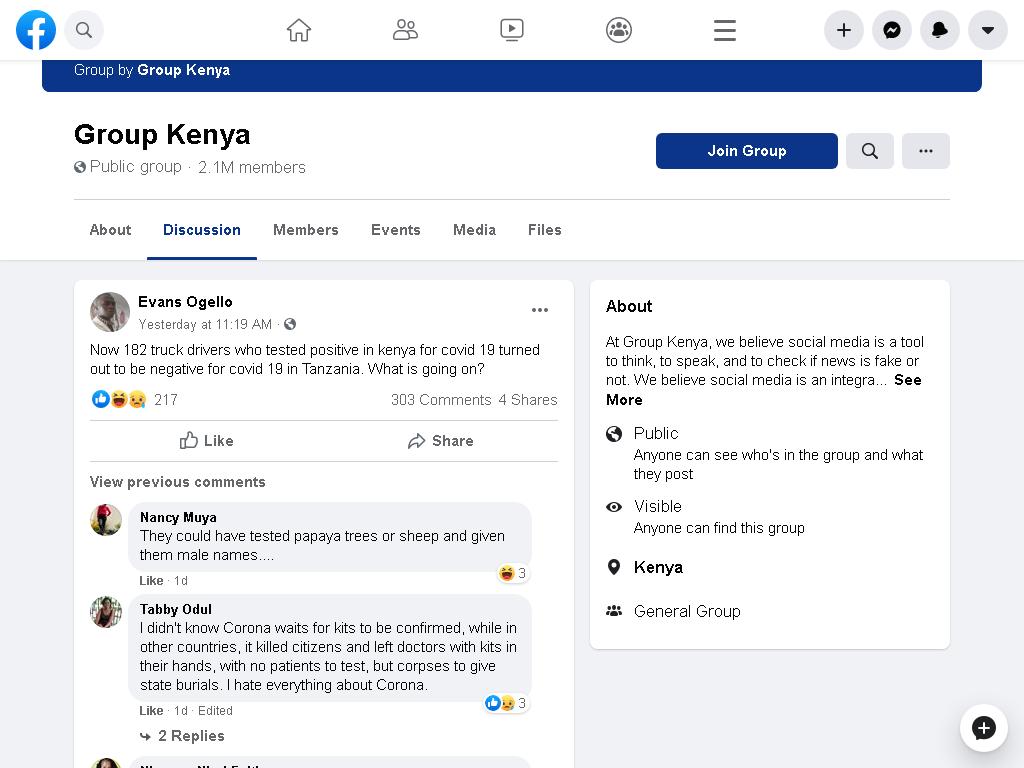 Group by Group Kenya
Group Kenya
Public group · 2.1M members
Join Group
About Discussion Members Events Media Files
Evans Ogello
Yesterday at 11:19 AM ·
Now 182 truck drivers who tested positive in kenya for covid 19 turned
out to be negative for covid 19 in Tanzania. What is going on?
217 303 Comments 4 Shares
Like Share
View previous comments
Nancy Muya
They could have tested papaya trees or sheep and given
them male names....
3
Like · 1d
Tabby Odul
I didn't know Corona waits for kits to be confirmed, while in
other countries, it killed citizens and left doctors with kits in
their hands, with no patients to test, but corpses to give
state burials. I hate everything about Corona.
3
Like · 1d · Edited
2 Replies
About
At Group Kenya, we believe social media is a tool
to think, to speak, and to check if news is fake or
not. We believe social media is an integra... See
More
Public
Anyone can see who's in the group and what
they post
Visible
Anyone can find this group
Kenya
General Group